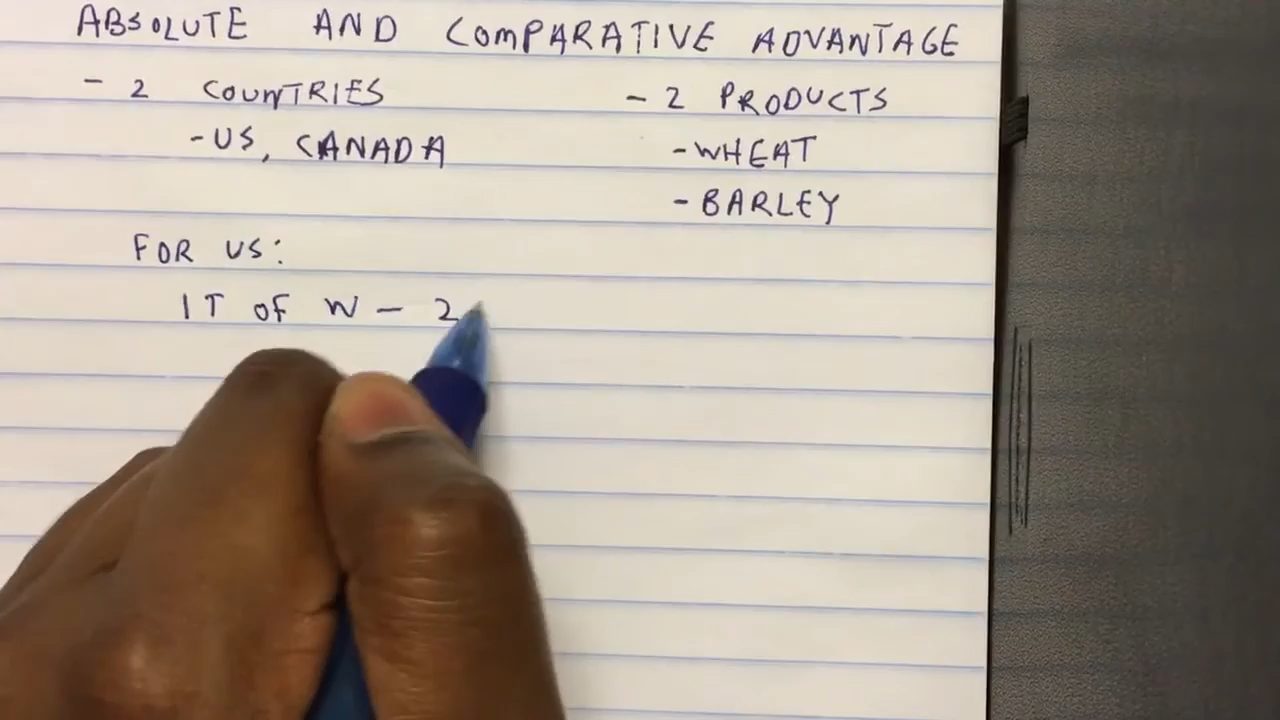 ABSOLUTE AND COMPARATIVE ADVANTAGE
- 2 COUNTRIES
- US, CANADA
- 2 PRODUCTS
- WHEAT
- BARLEY
FOR US:
1T OF W - 2